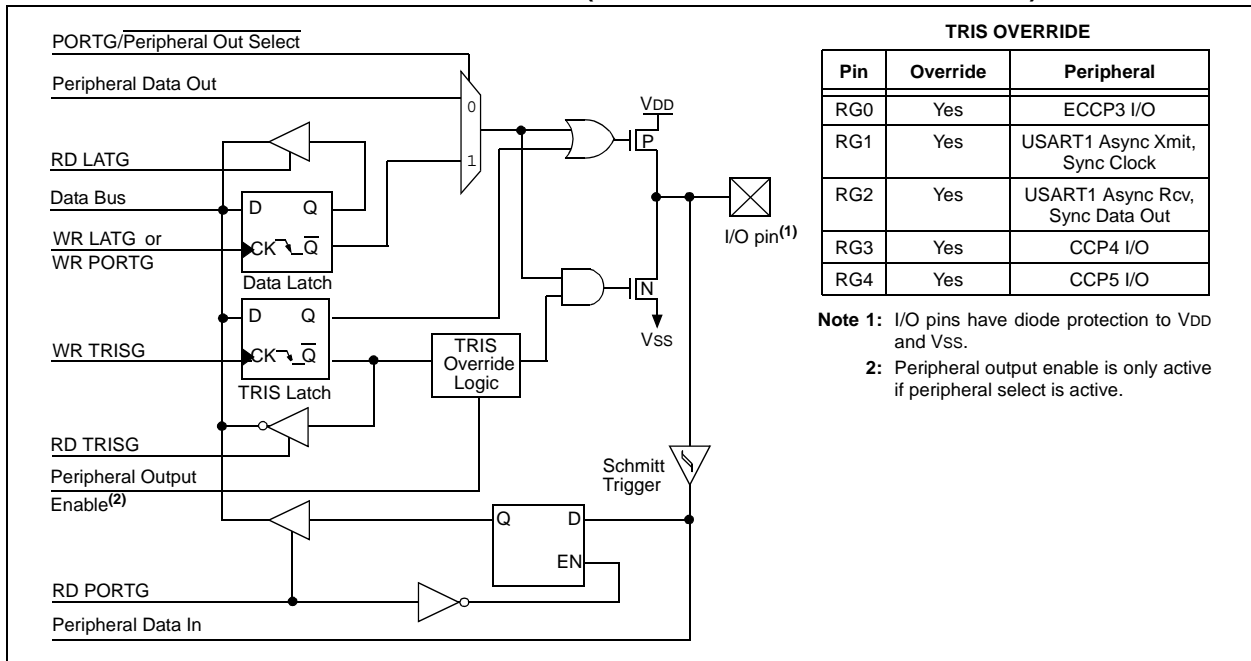 PORTG/Peripheral Out Select
Peripheral Data Out
0
1
RD LATG
Data Bus
D Q
WR LATG or
WR PORTG
CK Q
Data Latch
D Q
WR TRISG
CK Q
TRIS Latch
TRIS
Override
Logic
RD TRISG
Peripheral Output
Enable(2)
Q D
EN
RD PORTG
Peripheral Data In
VDD
P
I/O pin(1)
N
VSS
Schmitt
Trigger
TRIS OVERRIDE
Pin Override Peripheral
RG0 Yes ECCP3 I/O
RG1 Yes USART1 Async Xmit,
Sync Clock
RG2 Yes USART1 Async Rcv,
Sync Data Out
RG3 Yes CCP4 I/O
RG4 Yes CCP5 I/O
Note 1: I/O pins have diode protection to VDD
and VSS.
2: Peripheral output enable is only active
if peripheral select is active.